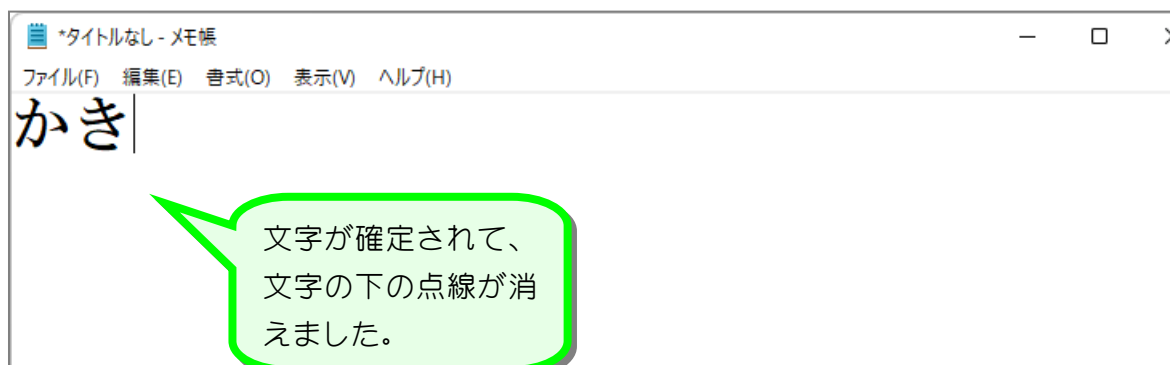 *タイトルなし - メモ帳
ファイル(F) 編集(E) 書式(O) 表示(V) ヘルプ(H)
かき
文字が確定されて、
文字の下の点線が消
えました。